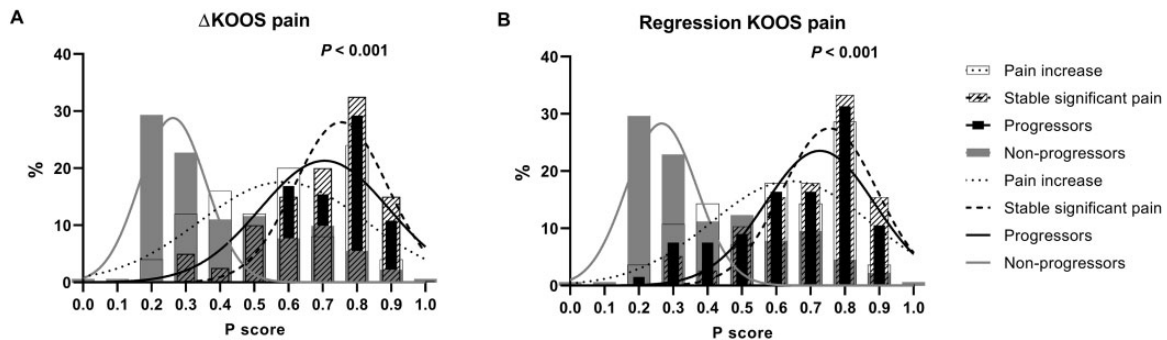 A
ΔKOOS pain
P < 0.001
%
40
30
20
10
0
0.0 0.1 0.2 0.3 0.4 0.5 0.6 0.7 0.8 0.9 1.0
P score
B
Regression KOOS pain
P < 0.001
%
40
30
20
10
0
0.0 0.1 0.2 0.3 0.4 0.5 0.6 0.7 0.8 0.9 1.0
P score
Pain increase
Stable significant pain
Progressors
Non-progressors
Pain increase
Stable significant pain
Progressors
Non-progressors